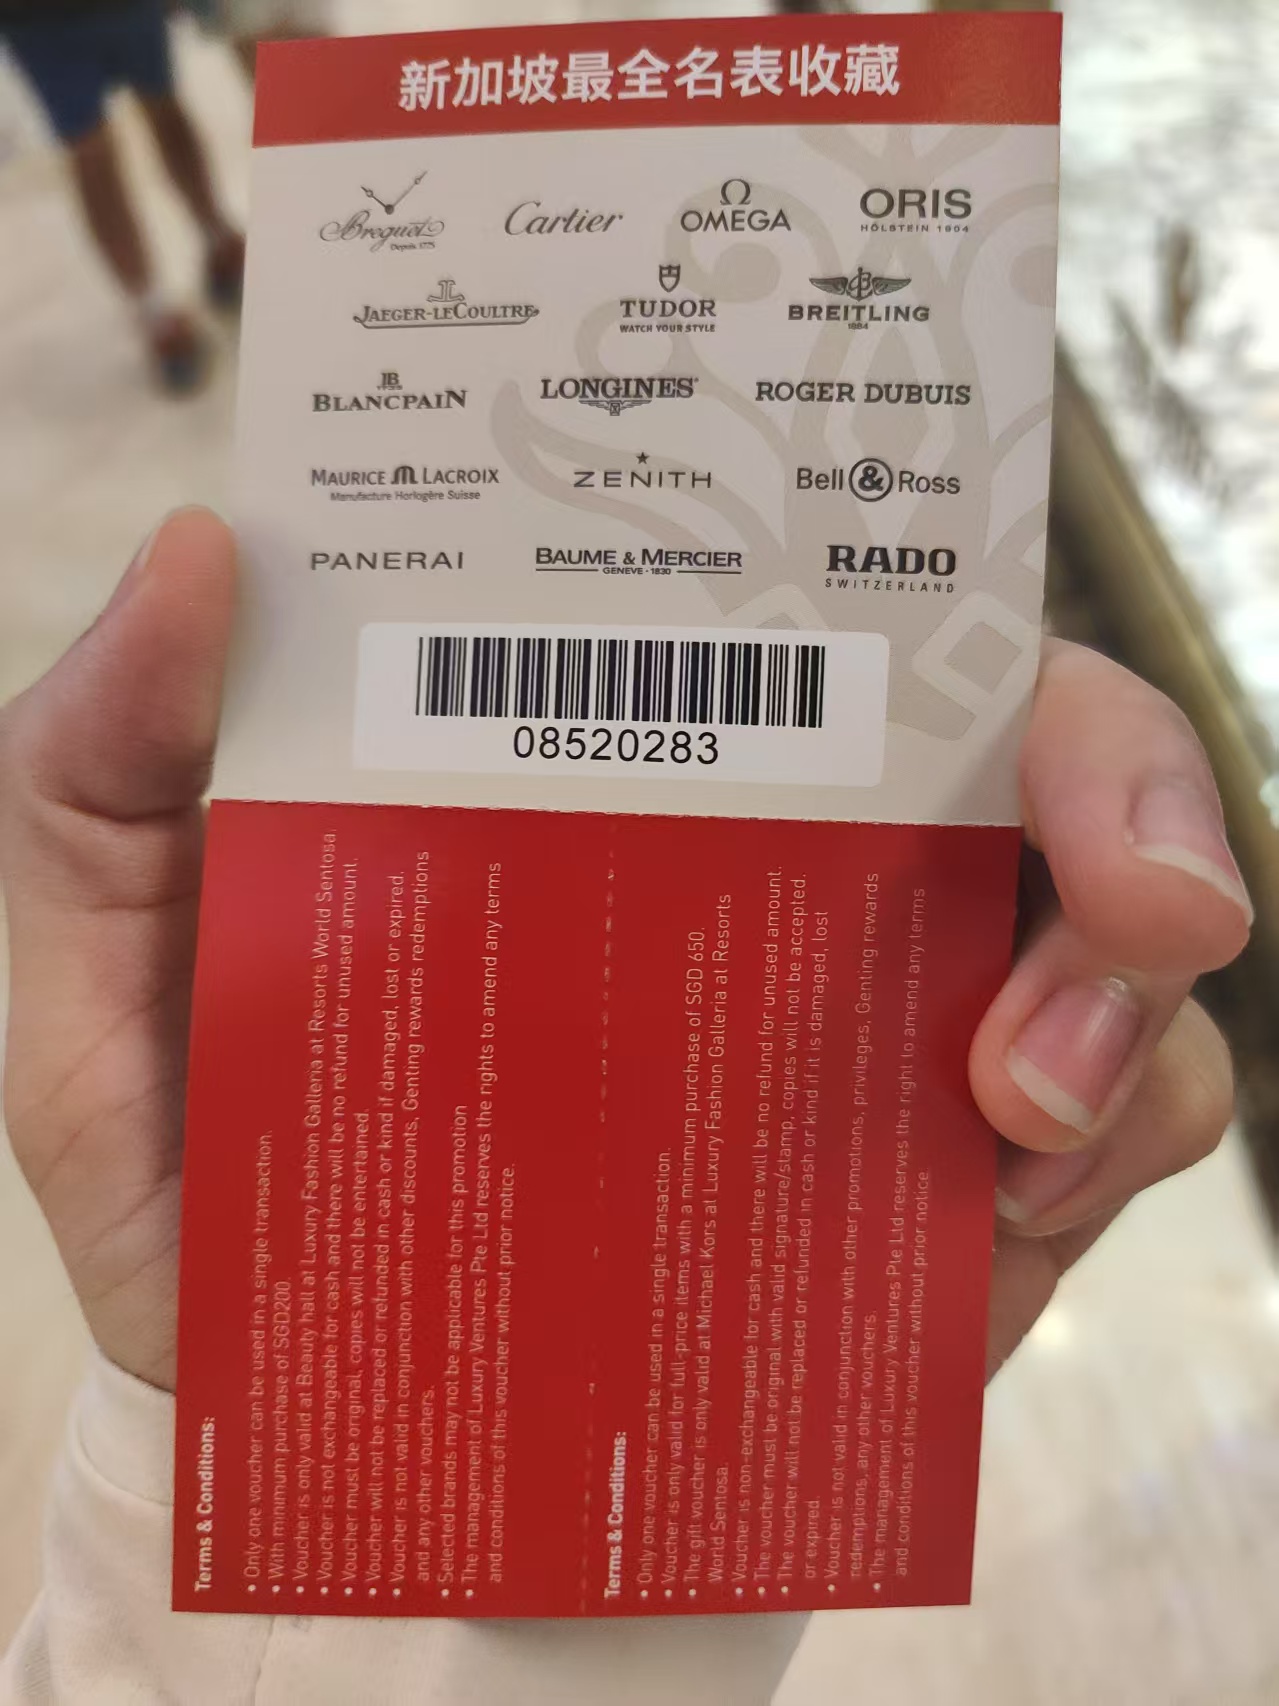 新加坡最全名表收藏
Breguet
Depuis 1775
Cartier
Ω
OMEGA
ORIS
HÖLSTEIN 1904
JL
JAEGER-LECOULTRE
TUDOR
WATCH YOUR STYLE
B
BREITLING
1884
JB
BLANCPAIN
LONGINES
ROGER DUBUIS
MAURICE M LACROIX
Manufacture Horlogère Suisse
ZENITH
Bell & Ross
PANERAI
BAUME & MERCIER
GENEVE · 1830
RADO
SWITZERLAND
08520283
Terms & Conditions:
• Only one voucher can be used in a single transaction.
• With minimum purchase of SGD200.
• Voucher is only valid at Beauty hall at Luxury Fashion Galleria at Resorts World Sentosa.
• Voucher is not exchangeable for cash and there will be no refund for unused amount.
• Voucher must be original, copies will not be entertained.
• Voucher will not be replaced or refunded in cash or kind if damaged, lost or expired.
• Voucher is not valid in conjunction with other discounts, Genting rewards redemptions
and any other vouchers.
• Selected brands may not be applicable for this promotion
• The management of Luxury Ventures Pte Ltd reserves the rights to amend any terms
and conditions of this voucher without prior notice.
Terms & Conditions:
• Only one voucher can be used in a single transaction.
• Voucher is only valid for full-price items with a minimum purchase of SGD 650.
• The gift voucher is only valid at Michael Kors at Luxury Fashion Galleria at Resorts
World Sentosa.
• Voucher is non-exchangeable for cash and there will be no refund for unused amount.
• The voucher must be original with valid signature/stamp, copies will not be accepted.
• The voucher will not be replaced or refunded in cash or kind if it is damaged, lost
or expired.
• Voucher is not valid in conjunction with other promotions, privileges, Genting rewards
redemptions, any other vouchers.
• The management of Luxury Ventures Pte Ltd reserves the right to amend any terms
and conditions of this voucher without prior notice.